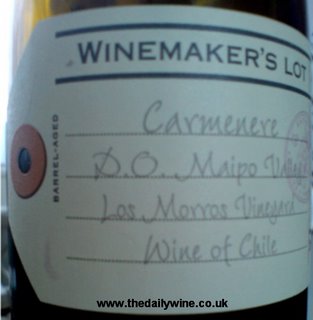 WINEMAKER'S LOT
BARREL-AGED
Carmenere
D.O. Maipo Valley
Los Morros Vineyard
Wine of Chile
www.thedailywine.co.uk